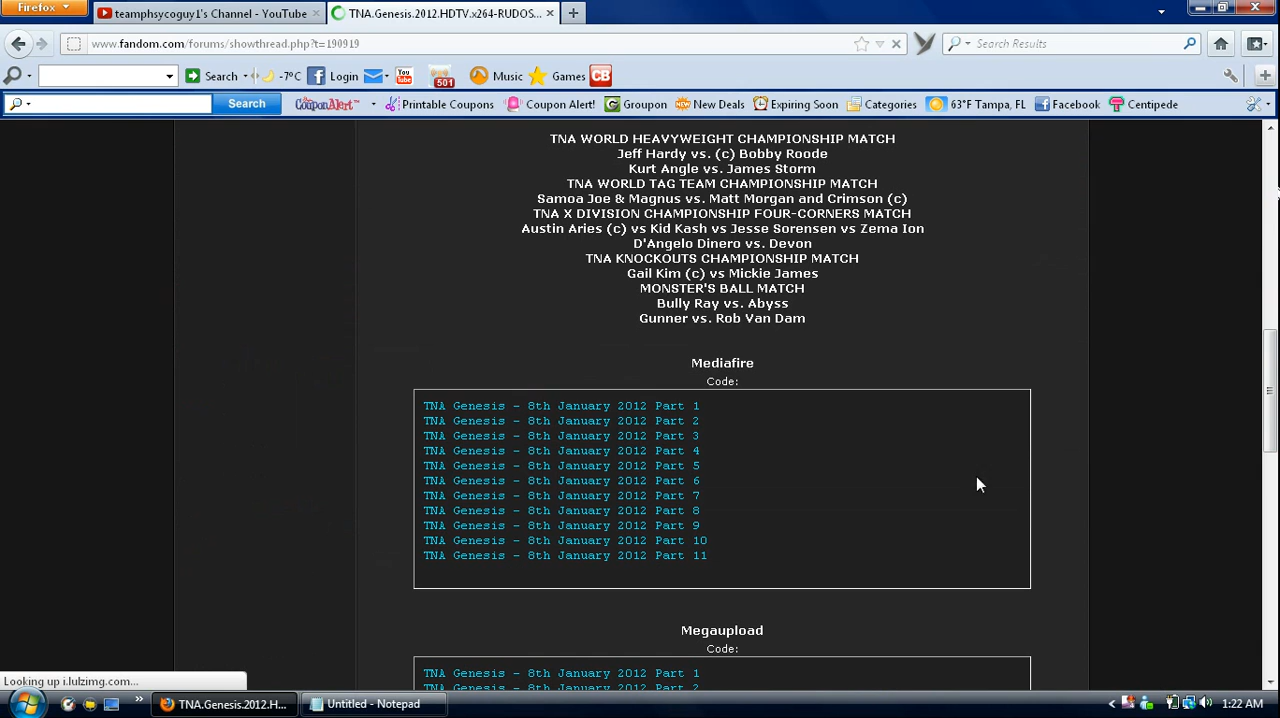 Firefox
teamphsycoguy1's Channel - YouTube
TNA.Genesis.2012.HDTV.x264-RUDOS...
www.fandom.com/forums/showthread.php?t=190919
Search Results
Search
-7°C
Login
You Tube
501
Music
Games
CB
Search
CouponAlert™
Printable Coupons
Coupon Alert!
Groupon
NEW New Deals
Expiring Soon
Categories
63°F Tampa, FL
Facebook
Centipede
TNA WORLD HEAVYWEIGHT CHAMPIONSHIP MATCH
Jeff Hardy vs. (c) Bobby Roode
Kurt Angle vs. James Storm
TNA WORLD TAG TEAM CHAMPIONSHIP MATCH
Samoa Joe & Magnus vs. Matt Morgan and Crimson (c)
TNA X DIVISION CHAMPIONSHIP FOUR-CORNERS MATCH
Austin Aries (c) vs Kid Kash vs Jesse Sorensen vs Zema Ion
D'Angelo Dinero vs. Devon
TNA KNOCKOUTS CHAMPIONSHIP MATCH
Gail Kim (c) vs Mickie James
MONSTER'S BALL MATCH
Bully Ray vs. Abyss
Gunner vs. Rob Van Dam
Mediafire
Code:
TNA Genesis - 8th January 2012 Part 1
TNA Genesis - 8th January 2012 Part 2
TNA Genesis - 8th January 2012 Part 3
TNA Genesis - 8th January 2012 Part 4
TNA Genesis - 8th January 2012 Part 5
TNA Genesis - 8th January 2012 Part 6
TNA Genesis - 8th January 2012 Part 7
TNA Genesis - 8th January 2012 Part 8
TNA Genesis - 8th January 2012 Part 9
TNA Genesis - 8th January 2012 Part 10
TNA Genesis - 8th January 2012 Part 11
Megaupload
Code:
TNA Genesis - 8th January 2012 Part 1
TNA Genesis - 8th January 2012 Part 2
Looking up i.lulzimg.com...
TNA.Genesis.2012.H...
Untitled - Notepad
1:22 AM